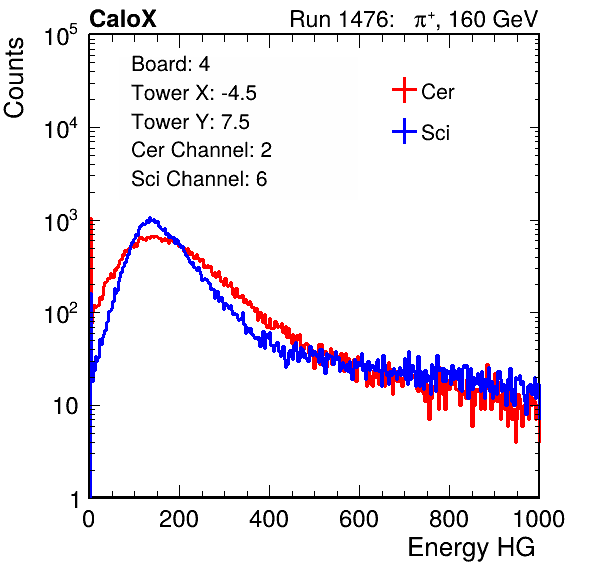 CaloX Run 1476: π⁺, 160 GeV
Counts
10⁵
10⁴
10³
10²
10
1
Board: 4
Tower X: -4.5
Tower Y: 7.5
Cer Channel: 2
Sci Channel: 6
Cer
Sci
0 200 400 600 800 1000
Energy HG